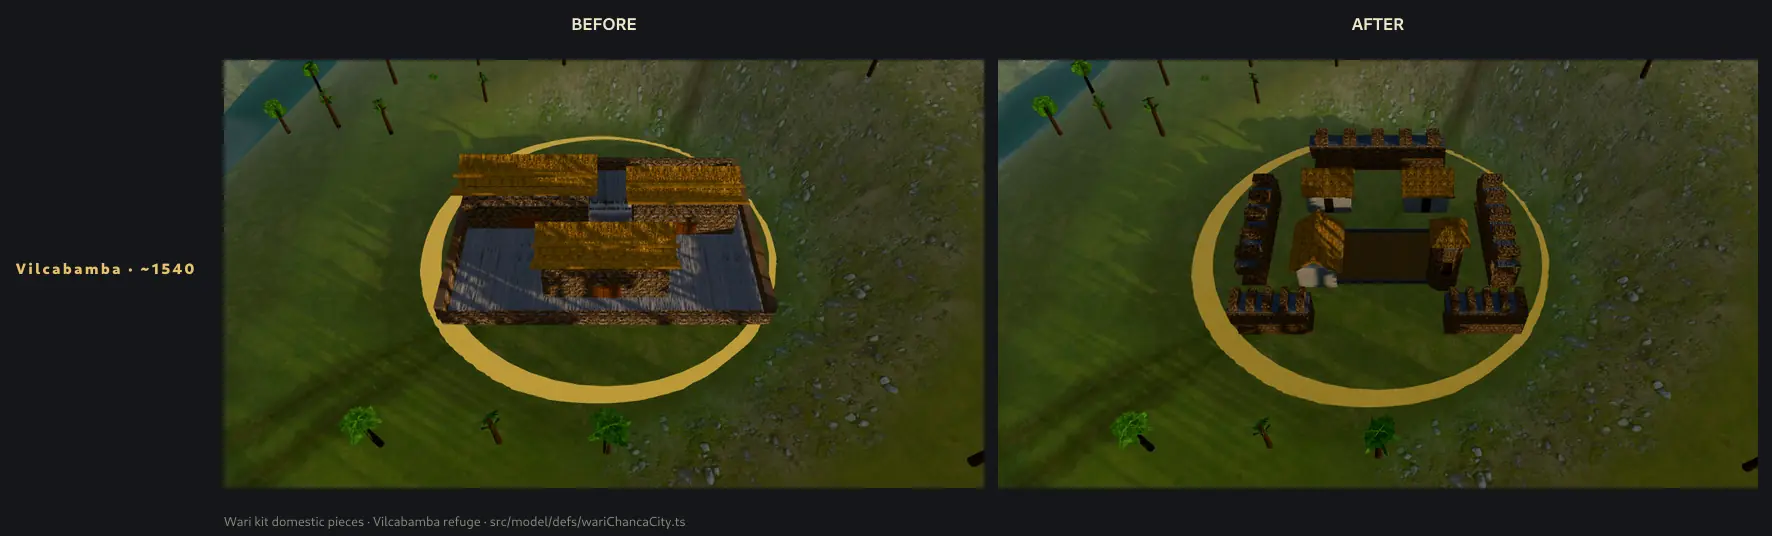 BEFORE
AFTER
Vilcabamba · ~1540
Wari kit domestic pieces · Vilcabamba refuge · src/model/defs/wariChancaCity.ts